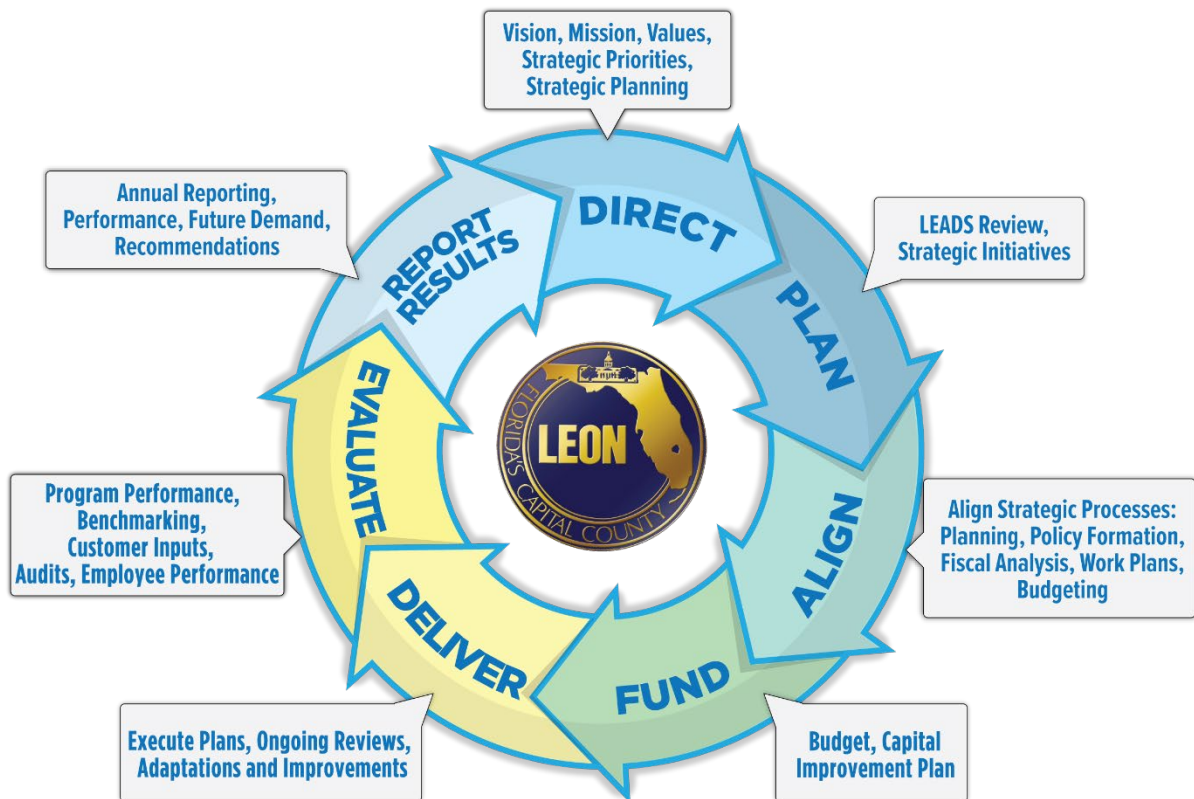 Vision, Mission, Values,
Strategic Priorities,
Strategic Planning
DIRECT
LEADS Review,
Strategic Initiatives
PLAN
Align Strategic Processes:
Planning, Policy Formation,
Fiscal Analysis, Work Plans,
Budgeting
ALIGN
Budget, Capital
Improvement Plan
FUND
Execute Plans, Ongoing Reviews,
Adaptations and Improvements
DELIVER
Program Performance,
Benchmarking,
Customer Inputs,
Audits, Employee Performance
EVALUATE
Annual Reporting,
Performance, Future Demand,
Recommendations
REPORT
RESULTS
LEON
FLORIDA'S CAPITAL COUNTY